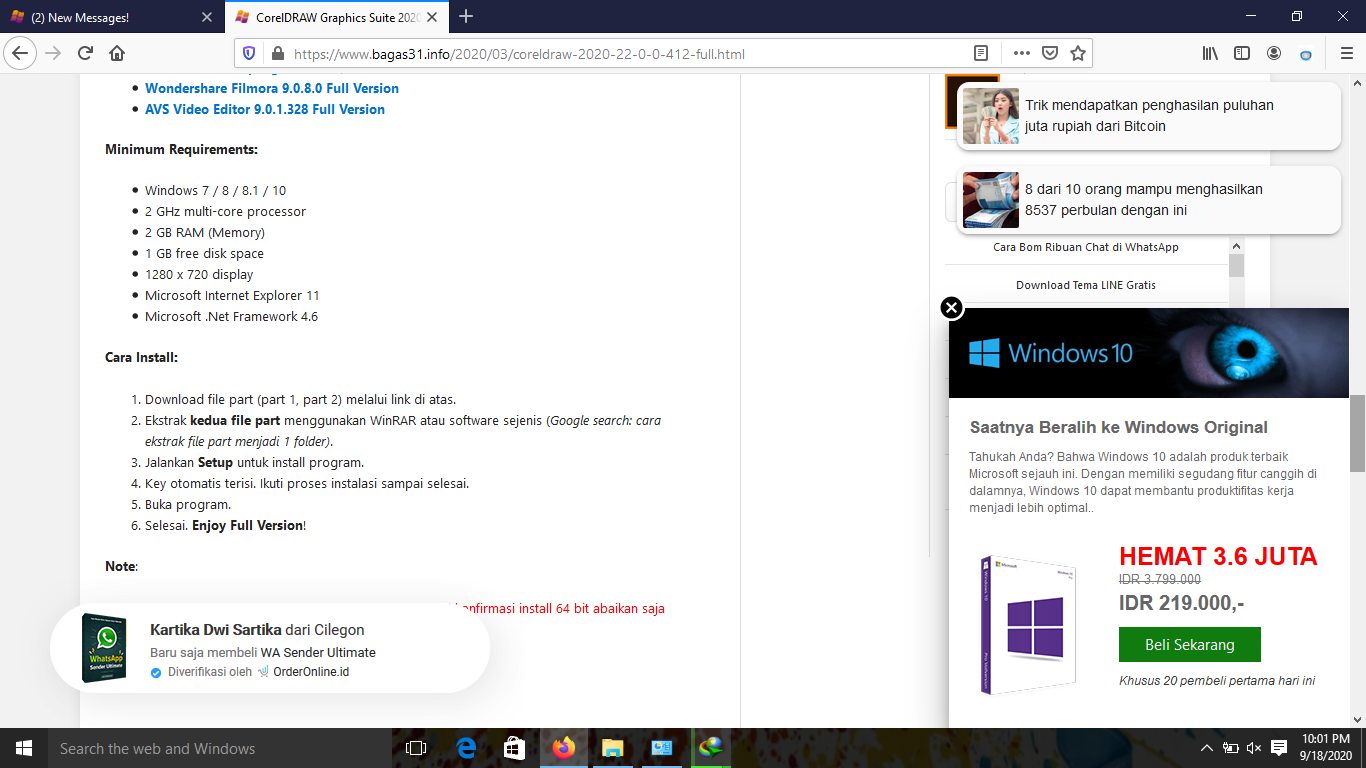 (2) New Messages!
CorelDRAW Graphics Suite 2020
https://www.bagas31.info/2020/03/coreldraw-2020-22-0-0-412-full.html
Wondershare Filmora 9.0.8.0 Full Version
AVS Video Editor 9.0.1.328 Full Version
Minimum Requirements:
Windows 7 / 8 / 8.1 / 10
2 GHz multi-core processor
2 GB RAM (Memory)
1 GB free disk space
1280 x 720 display
Microsoft Internet Explorer 11
Microsoft .Net Framework 4.6
Cara Install:
1. Download file part (part 1, part 2) melalui link di atas.
2. Ekstrak kedua file part menggunakan WinRAR atau software sejenis (Google search: cara
ekstrak file part menjadi 1 folder).
3. Jalankan Setup untuk install program.
4. Key otomatis terisi. Ikuti proses instalasi sampai selesai.
5. Buka program.
6. Selesai. Enjoy Full Version!
Note:
konfirmasi install 64 bit abaikan saja
WhatsApp
Sender Ultimate
Kartika Dwi Sartika dari Cilegon
Baru saja membeli WA Sender Ultimate
Diverifikasi oleh OrderOnline.id
Trik mendapatkan penghasilan puluhan
juta rupiah dari Bitcoin
8 dari 10 orang mampu menghasilkan
8537 perbulan dengan ini
Cara Bom Ribuan Chat di WhatsApp
Download Tema LINE Gratis
Windows 10
Saatnya Beralih ke Windows Original
Tahukah Anda? Bahwa Windows 10 adalah produk terbaik
Microsoft sejauh ini. Dengan memiliki segudang fitur canggih di
dalamnya, Windows 10 dapat membantu produktifitas kerja
menjadi lebih optimal..
HEMAT 3.6 JUTA
IDR 3.799.000
IDR 219.000,-
Beli Sekarang
Khusus 20 pembeli pertama hari ini
Search the web and Windows
10:01 PM
9/18/2020